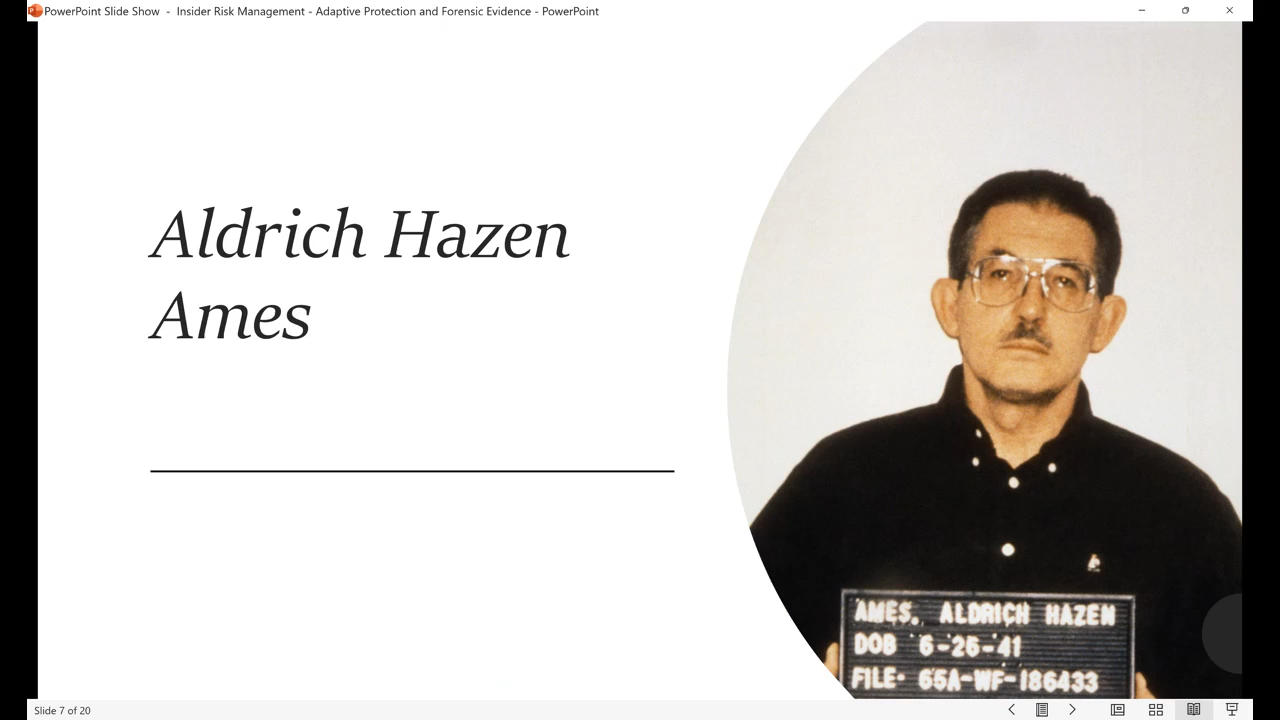 PowerPoint Slide Show - Insider Risk Management - Adaptive Protection and Forensic Evidence - PowerPoint
Aldrich Hazen
Ames
AMES. ALDRICH HAZEN
DOB 6-26-41
FILE· 65A-WF-186433
Slide 7 of 20